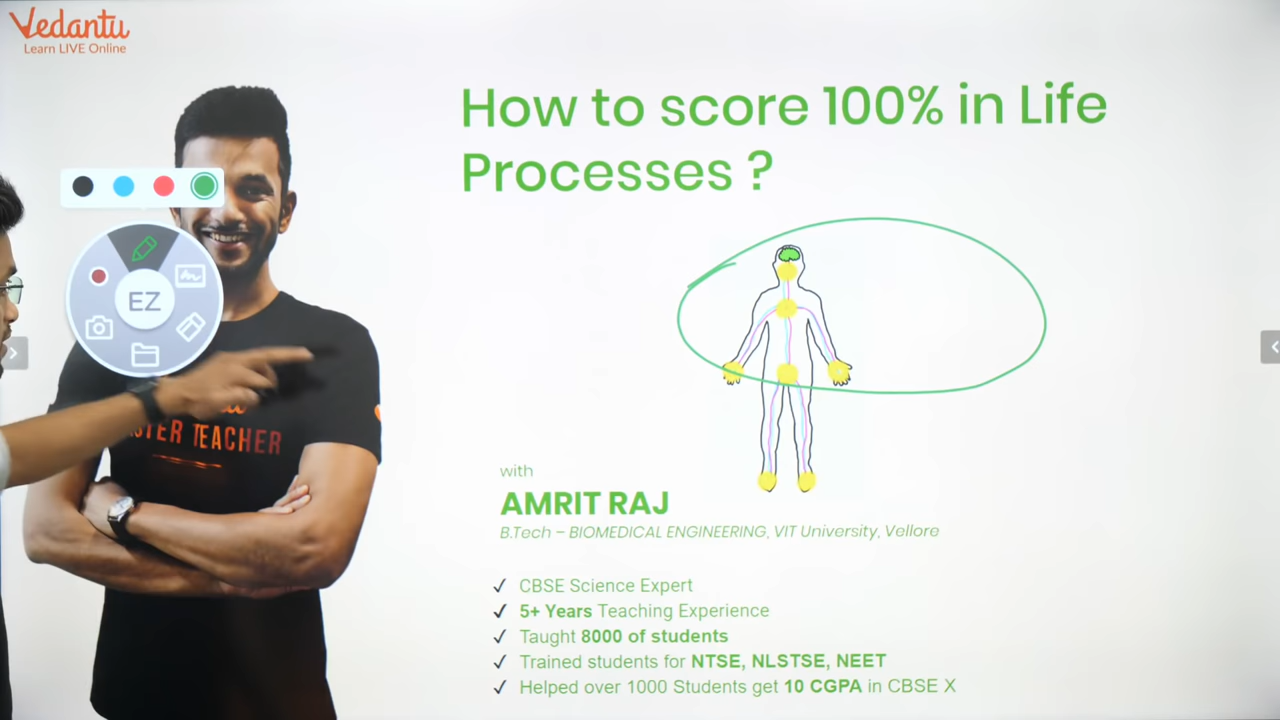 Vedantu
Learn LIVE Online
How to score 100% in Life
Processes ?
EZ
TER TEACHER
with
AMRIT RAJ
B.Tech – BIOMEDICAL ENGINEERING, VIT University, Vellore
✓ CBSE Science Expert
✓ 5+ Years Teaching Experience
✓ Taught 8000 of students
✓ Trained students for NTSE, NLSTSE, NEET
✓ Helped over 1000 Students get 10 CGPA in CBSE X